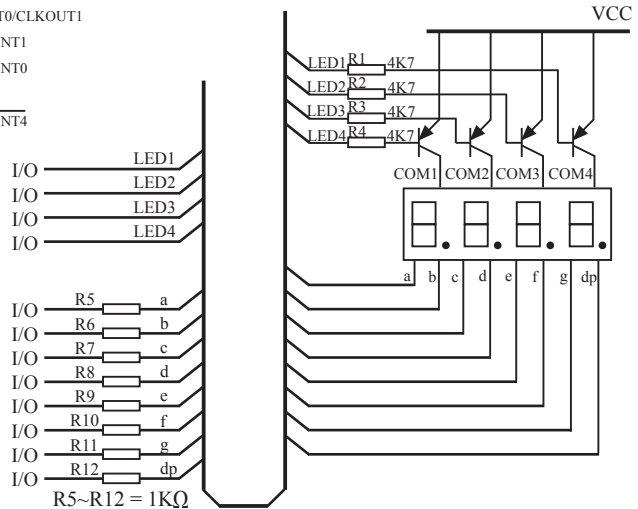 T0/CLKOUT1
NT1
NT0
NT4
VCC
LED1 R1 4K7
LED2 R2 4K7
LED3 R3 4K7
LED4 R4 4K7
COM1 COM2 COM3 COM4
a b c d e f g dp
I/O LED1
I/O LED2
I/O LED3
I/O LED4
I/O R5 a
I/O R6 b
I/O R7 c
I/O R8 d
I/O R9 e
I/O R10 f
I/O R11 g
I/O R12 dp
R5~R12 = 1KΩ